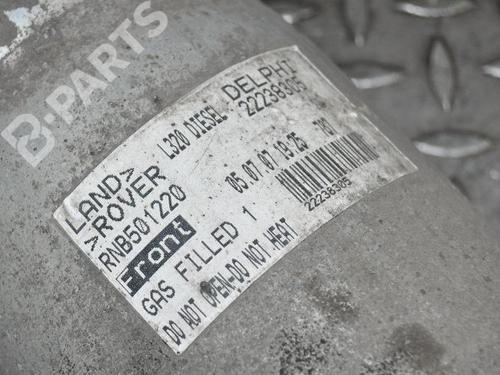 B-PARTS
LAND> L320 DIESEL DELPHI
>ROVER 22238305
RNB501220
Front 05 07 07 19 25 787
GAS FILLED 1
22238305
DO NOT OPEN-DO NOT HEAT